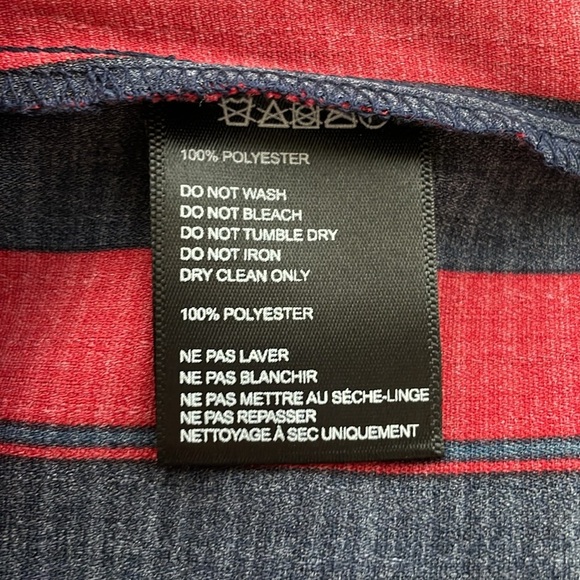 100% POLYESTER
DO NOT WASH
DO NOT BLEACH
DO NOT TUMBLE DRY
DO NOT IRON
DRY CLEAN ONLY
100% POLYESTER
NE PAS LAVER
NE PAS BLANCHIR
NE PAS METTRE AU SÉCHE-LINGE
NE PAS REPASSER
NETTOYAGE À SEC UNIQUEMENT